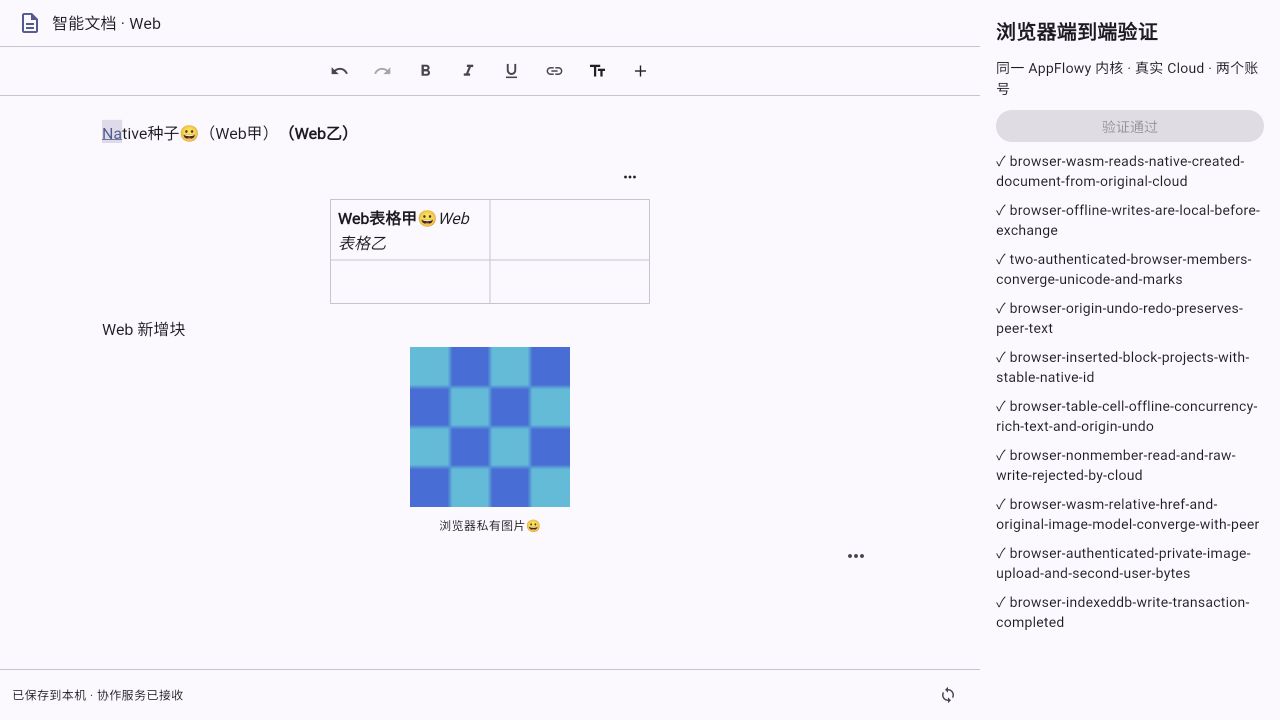 智能文档 · Web
B I U TT
Native种子😀（Web甲）（Web乙）
Web表格甲😀Web
表格乙
Web 新增块
浏览器私有图片😀
已保存到本机 · 协作服务已接收
浏览器端到端验证
同一 AppFlowy 内核 · 真实 Cloud · 两个账
号
验证通过
✓ browser-wasm-reads-native-created-
document-from-original-cloud
✓ browser-offline-writes-are-local-before-
exchange
✓ two-authenticated-browser-members-
converge-unicode-and-marks
✓ browser-origin-undo-redo-preserves-
peer-text
✓ browser-inserted-block-projects-with-
stable-native-id
✓ browser-table-cell-offline-concurrency-
rich-text-and-origin-undo
✓ browser-nonmember-read-and-raw-
write-rejected-by-cloud
✓ browser-wasm-relative-href-and-
original-image-model-converge-with-peer
✓ browser-authenticated-private-image-
upload-and-second-user-bytes
✓ browser-indexeddb-write-transaction-
completed